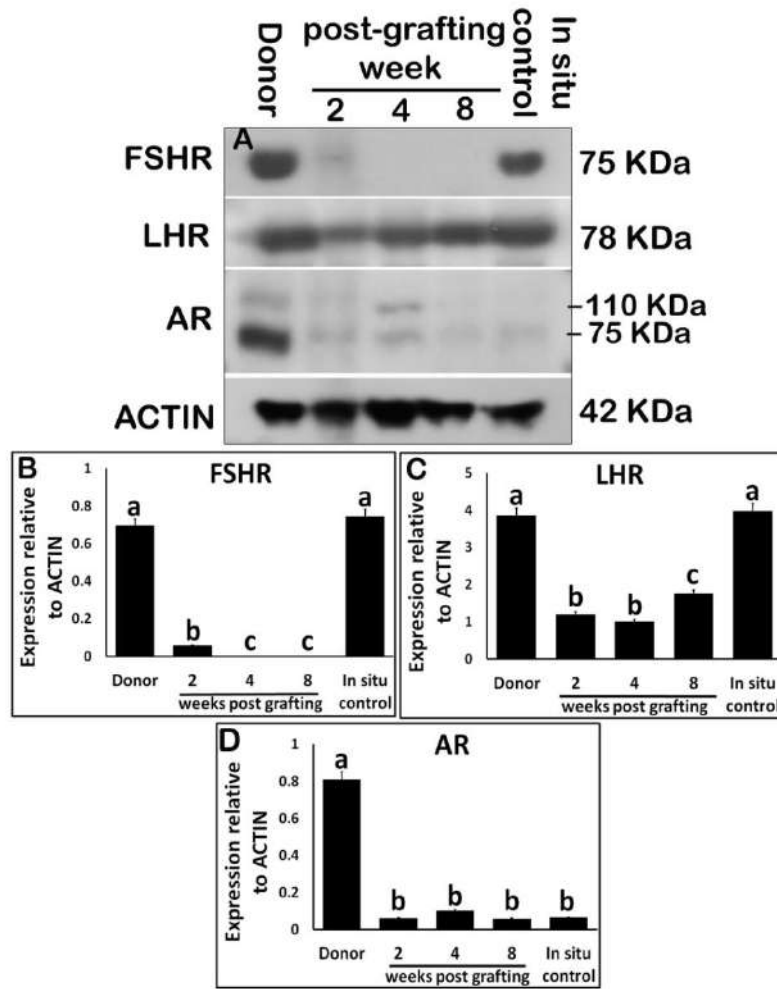 Donor
post-grafting
week
2 4 8
In situ
control
A
FSHR
75 KDa
LHR
78 KDa
AR
110 KDa
75 KDa
ACTIN
42 KDa
B
FSHR
Expression relative
to ACTIN
1
0.8
0.6
0.4
0.2
0
a
b
c
c
a
Donor
2 4 8
weeks post grafting
In situ
control
C
LHR
Expression relative
to ACTIN
5
4
3
2
1
0
a
b
b
c
a
Donor
2 4 8
weeks post grafting
In situ
control
D
AR
Expression relative
to ACTIN
1
0.8
0.6
0.4
0.2
0
a
b
b
b
b
Donor
2 4 8
weeks post grafting
In situ
control